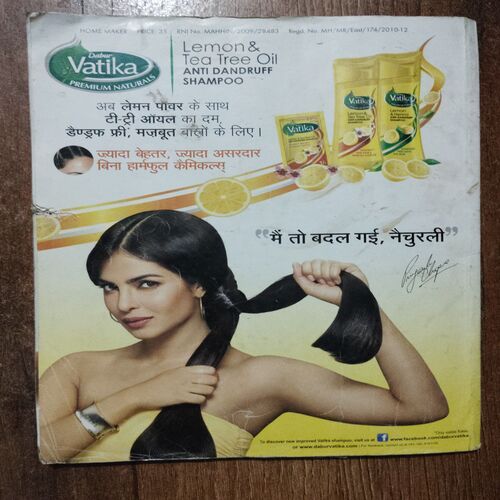 HOME MAKER PRICE 35 RNI No. MAHHIN/2009/28483 Regd. No. MH/MR/East/174/2010-12
Dabur
Vatika
PREMIUM NATURALS
Lemon &
Tea Tree Oil
ANTI DANDRUFF
SHAMPOO
अब लेमन पावर के साथ
टी-ट्री ऑयल का दम,
डैण्ड्रफ फ्री, मजबूत बालों के लिए।
ज्यादा बेहतर, ज्यादा असरदार
बिना हार्मफुल कैमिकल्स्
Vatika
Vatika
Vatika
"मैं तो बदल गई, नैचुरली"
To discover new improved Vatika shampoo, visit us at f www.facebook.com/daburvatika
or www.daburvatika.com